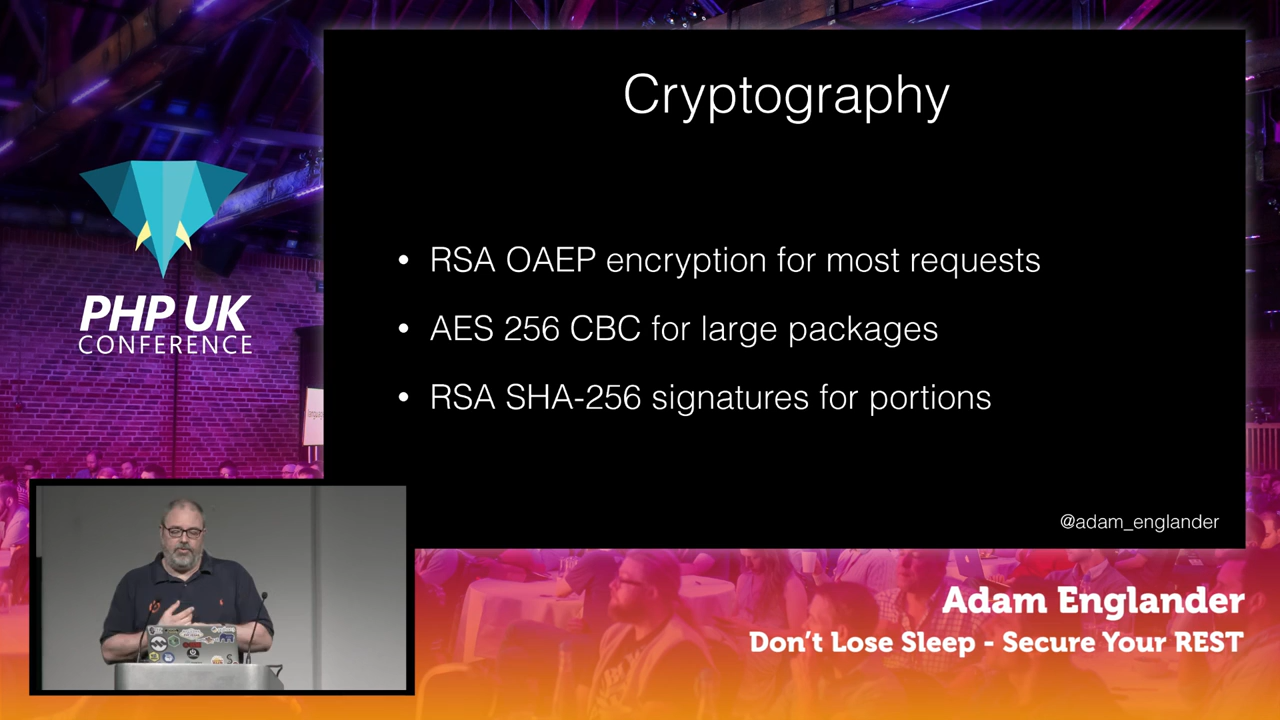 Cryptography
• RSA OAEP encryption for most requests
• AES 256 CBC for large packages
• RSA SHA-256 signatures for portions
@adam_englander
PHP UK
CONFERENCE
Adam Englander
Don't Lose Sleep - Secure Your REST